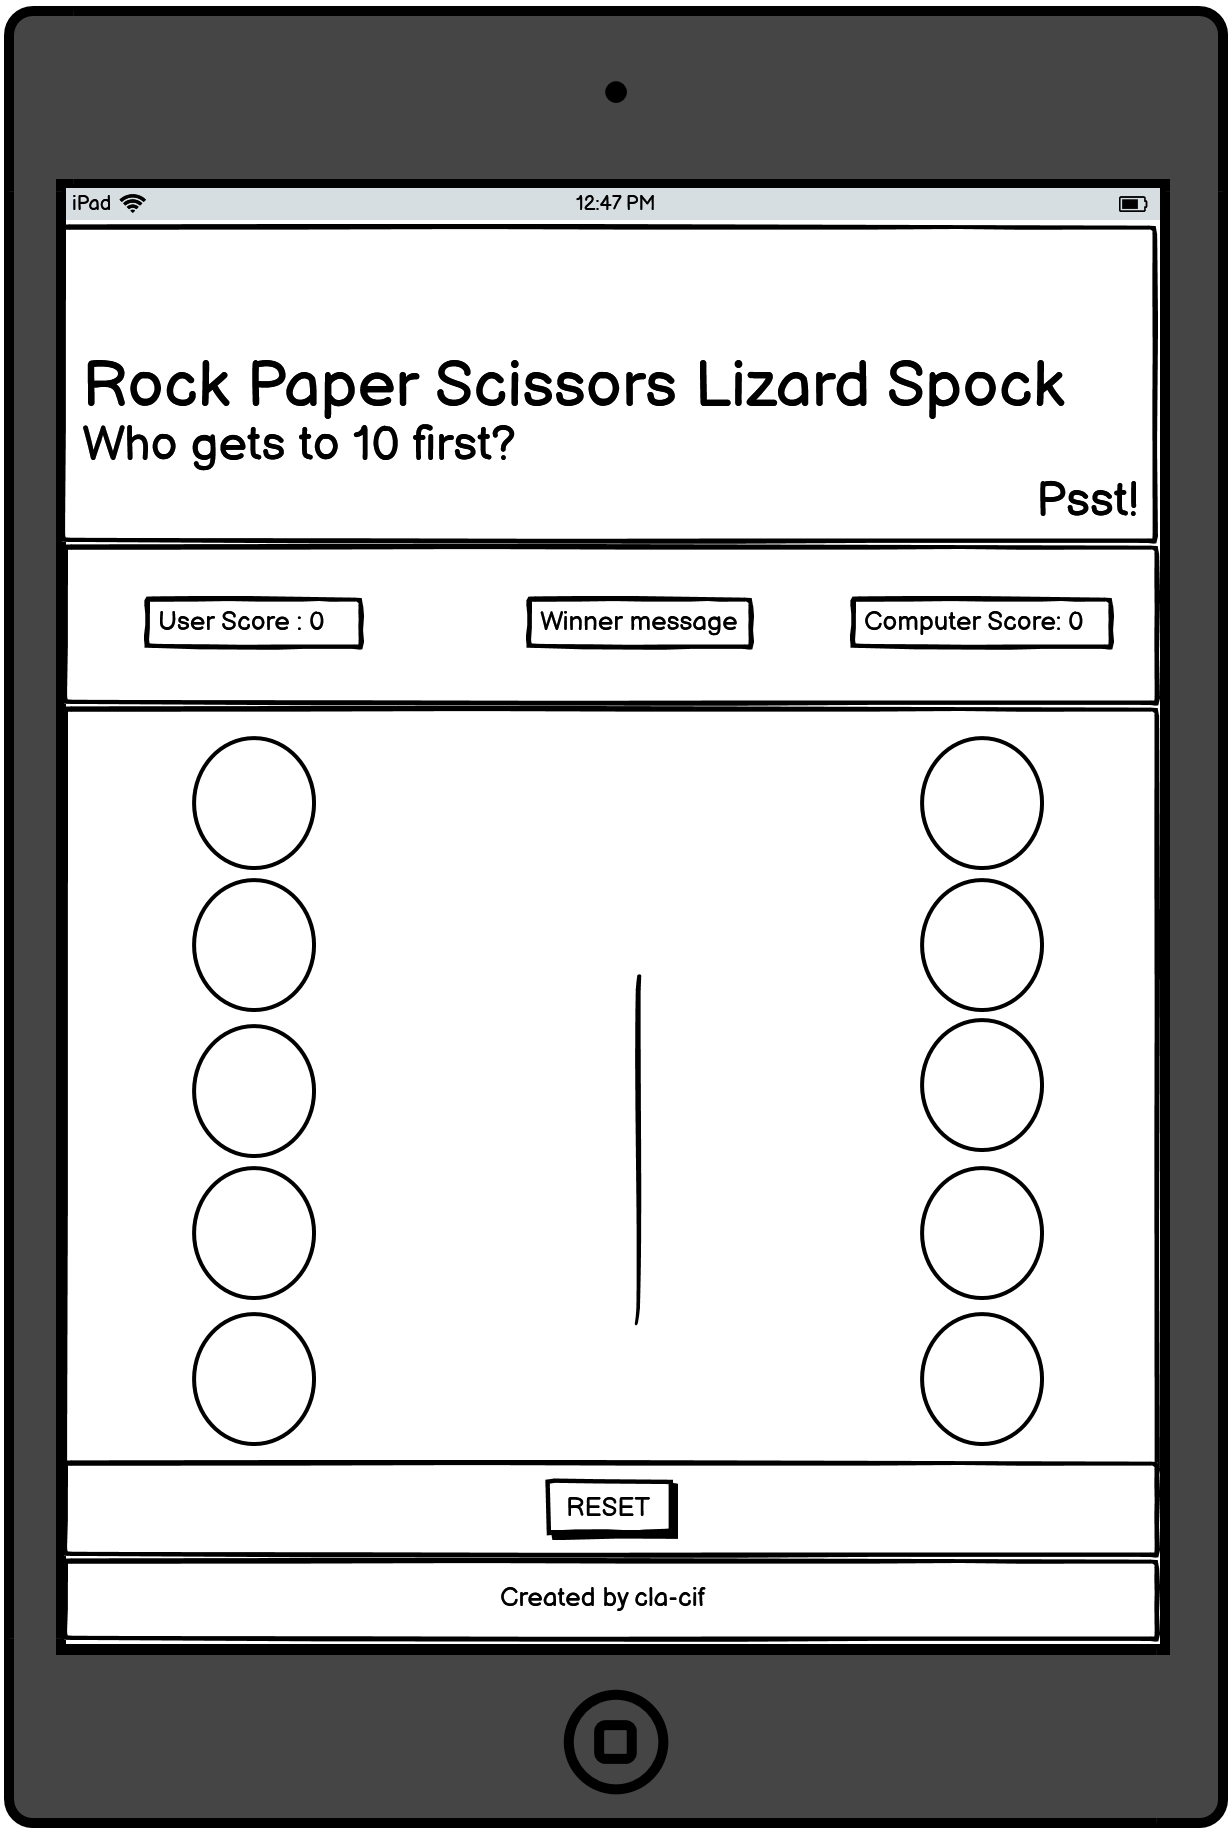 iPad
12:47 PM
Rock Paper Scissors Lizard Spock
Who gets to 10 first?
Psst!
User Score : 0
Winner message
Computer Score: 0
RESET
Created by cla-cif